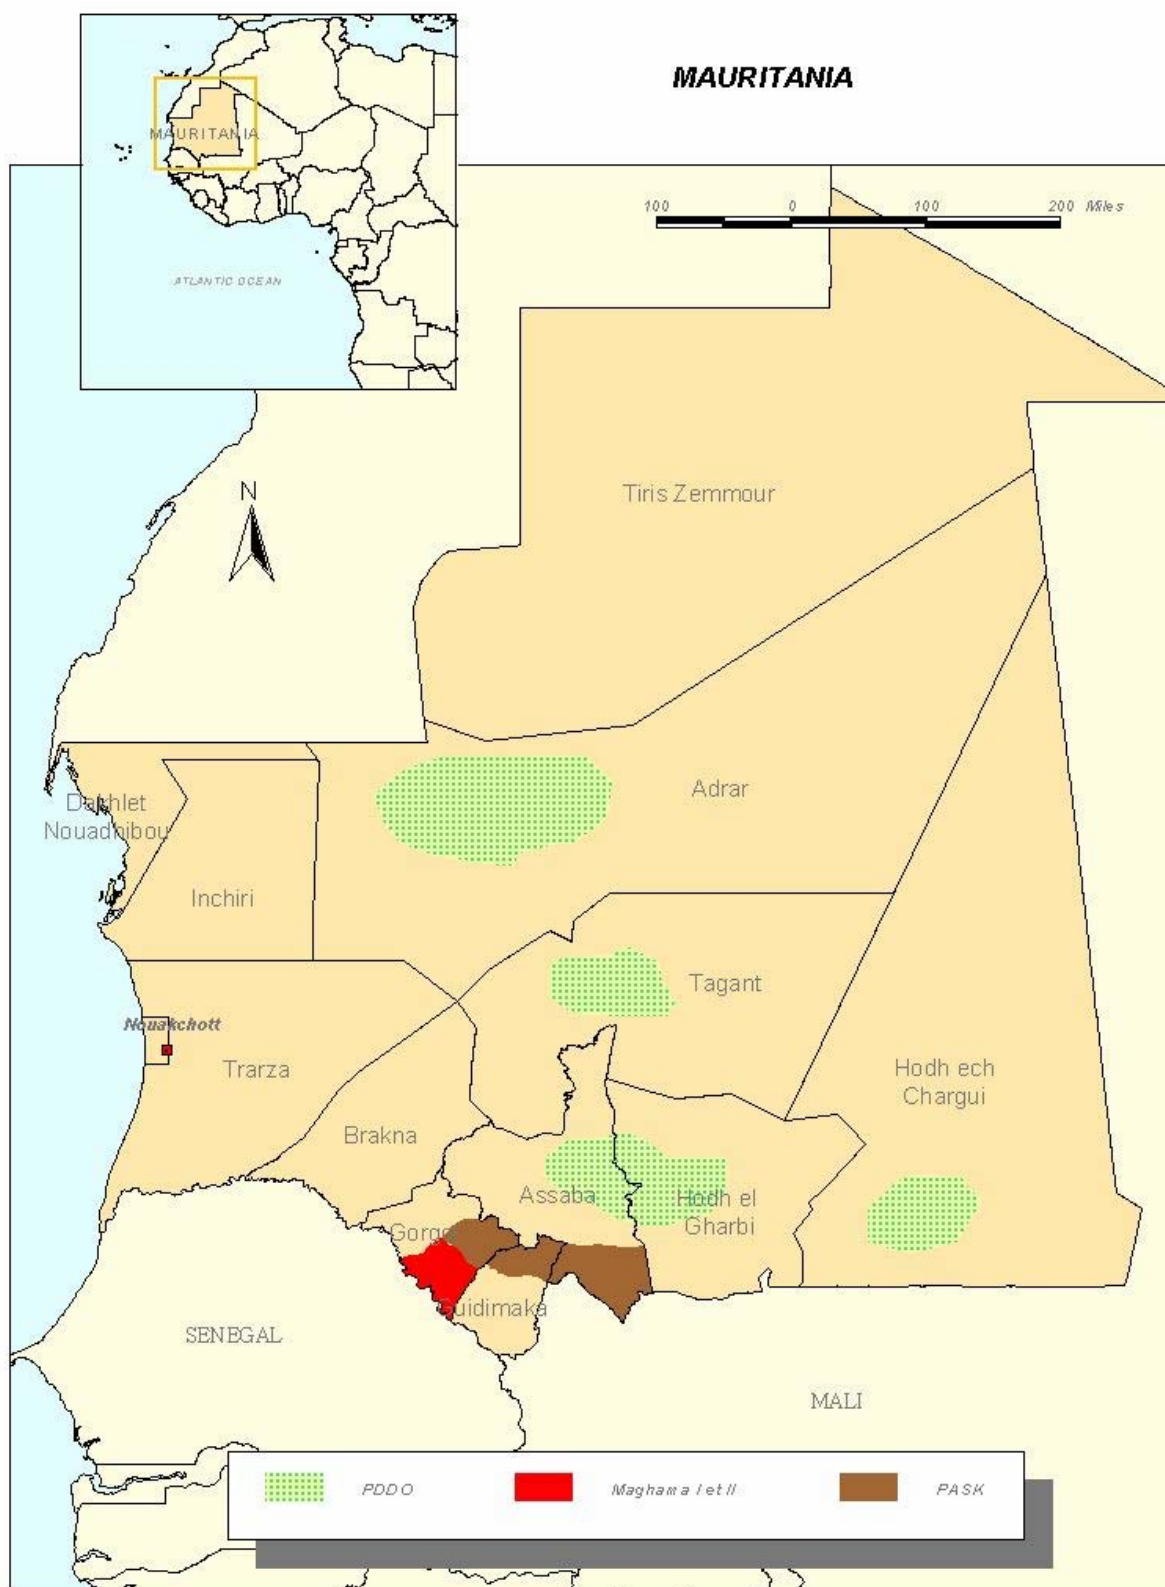 MAURITANIA
MAURITANIA
ATLANTIC OCEAN
100 0 100 200 Miles
N
Tiris Zemmour
Dakhlet
Nouadhibou
Adrar
Inchiri
Tagant
Nouakchott
Trarza
Hodh ech
Chargui
Brakna
Assaba
Hodh el
Gharbi
Gorgol
Guidimaka
SENEGAL
MALI
PDDO
Maghama I et II
PASK